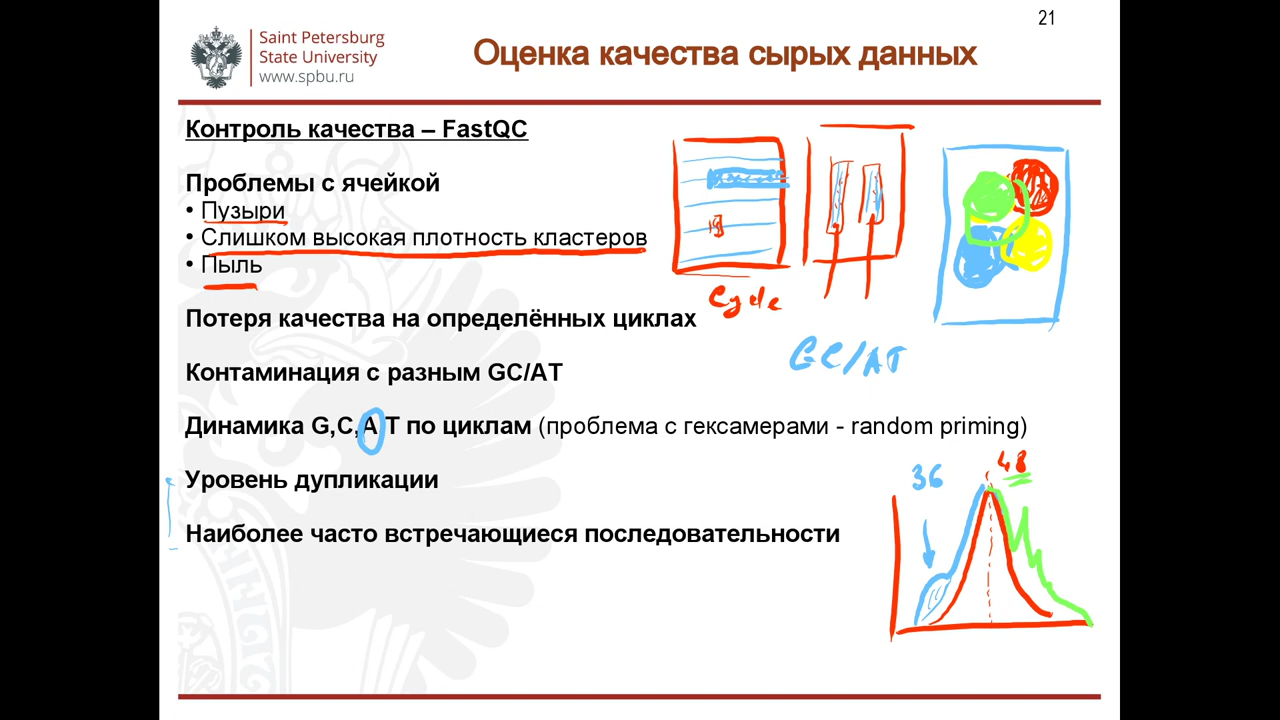 21
Saint Petersburg
State University
www.spbu.ru
Оценка качества сырых данных
Контроль качества – FastQC
Проблемы с ячейкой
• Пузыри
• Слишком высокая плотность кластеров
• Пыль
Cycle
Потеря качества на определённых циклах
GC/AT
Контаминация с разным GC/AT
Динамика G,C,A,T по циклам (проблема с гексамерами - random priming)
48
36
Уровень дупликации
Наиболее часто встречающиеся последовательности